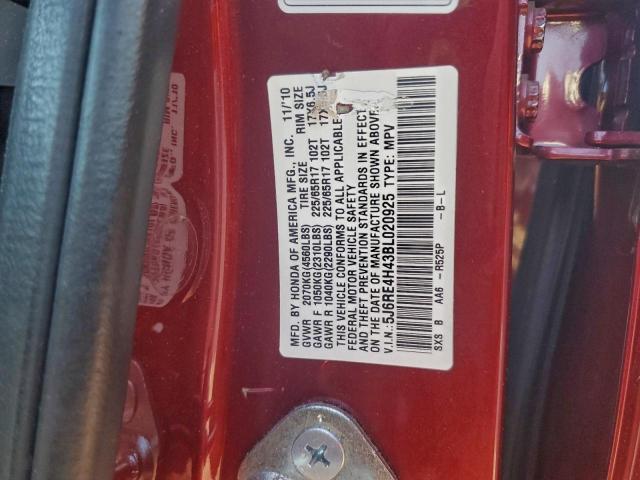 MFD. BY HONDA OF AMERICA MFG., INC. 11/'10
GVWR 2070KG(4560LBS) TIRE SIZE RIM SIZE
GAWR F 1050KG(2310LBS) 225/65R17 102T 17X6.5J
GAWR R 1040KG(2290LBS) 225/65R17 102T 17X6.5J
THIS VEHICLE CONFORMS TO ALL APPLICABLE
FEDERAL MOTOR VEHICLE SAFETY
AND THEFT PREVENTION STANDARDS IN EFFECT
ON THE DATE OF MANUFACTURE SHOWN ABOVE.
V.I.N.:5J6RE4H43BL020925 TYPE: MPV
SXS B AA6 -R525P -B-L